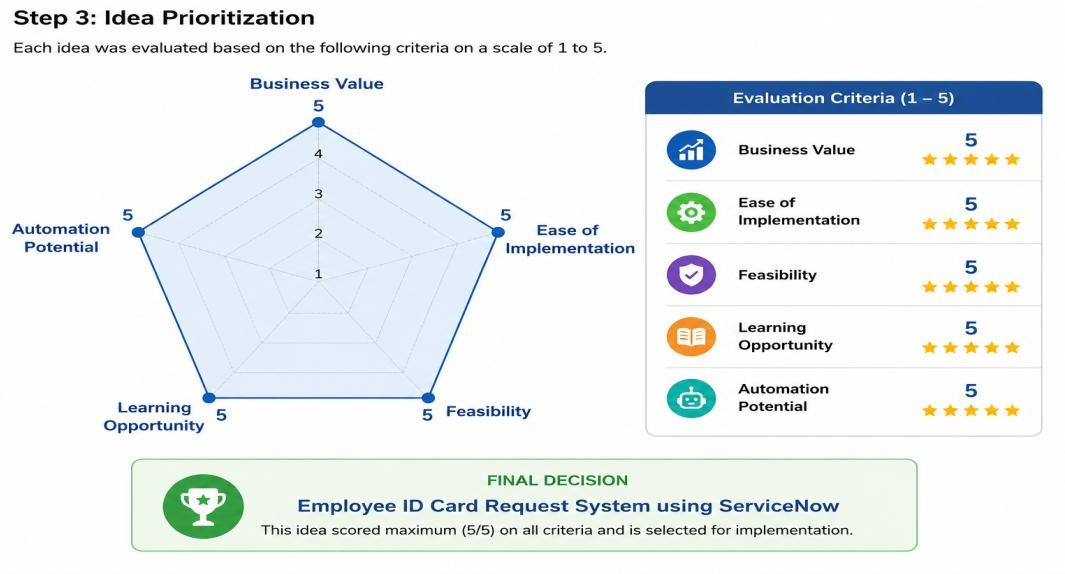 Step 3: Idea Prioritization
Each idea was evaluated based on the following criteria on a scale of 1 to 5.
Business Value
5
4
3
2
1
5
Automation
Potential
5
Ease of
Implementation
Learning
Opportunity
5
5
Feasibility
Evaluation Criteria (1 – 5)
Business Value
5
Ease of
Implementation
5
Feasibility
5
Learning
Opportunity
5
Automation
Potential
5
FINAL DECISION
Employee ID Card Request System using ServiceNow
This idea scored maximum (5/5) on all criteria and is selected for implementation.